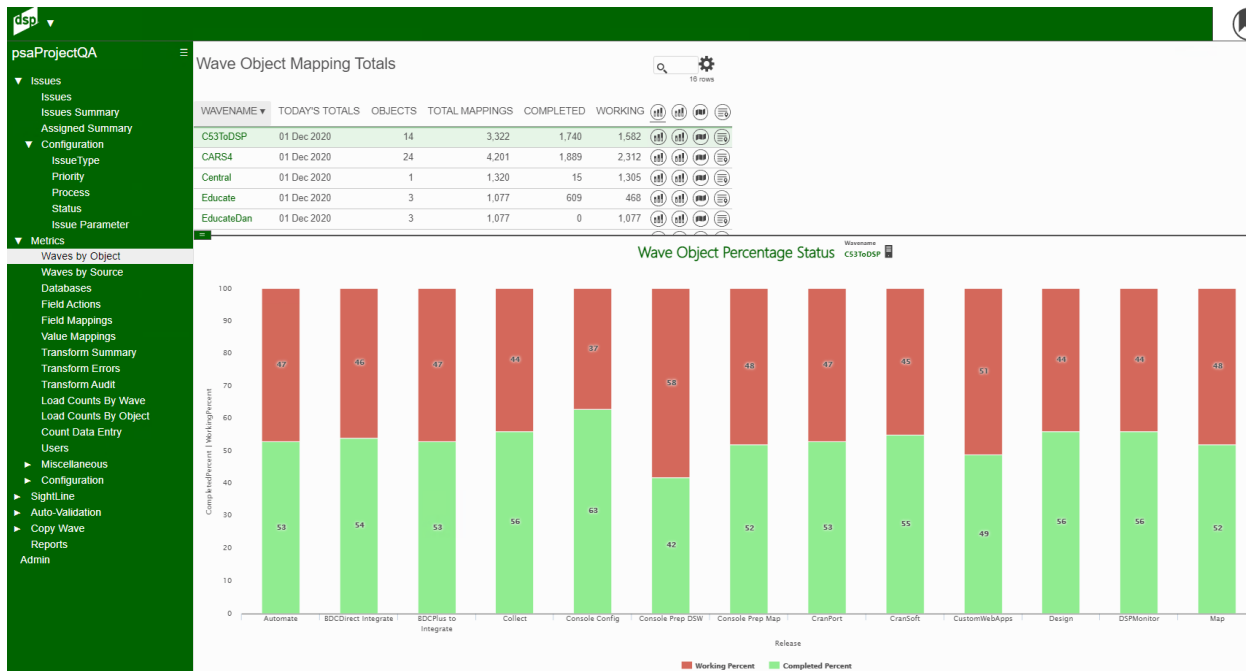 dsp ▼
psaProjectQA ☰
▼ Issues
Issues
Issues Summary
Assigned Summary
▼ Configuration
IssueType
Priority
Process
Status
Issue Parameter
▼ Metrics
Waves by Object
Waves by Source
Databases
Field Actions
Field Mappings
Value Mappings
Transform Summary
Transform Errors
Transform Audit
Load Counts By Wave
Load Counts By Object
Count Data Entry
Users
► Miscellaneous
► Configuration
► SightLine
► Auto-Validation
► Copy Wave
Reports
Admin
Wave Object Mapping Totals
16 rows
WAVENAME ▼ TODAY'S TOTALS OBJECTS TOTAL MAPPINGS COMPLETED WORKING
C53ToDSP 01 Dec 2020 14 3,322 1,740 1,582
CARS4 01 Dec 2020 24 4,201 1,889 2,312
Central 01 Dec 2020 1 1,320 15 1,305
Educate 01 Dec 2020 3 1,077 609 468
EducateDan 01 Dec 2020 3 1,077 0 1,077
Wave Object Percentage Status
Wavename
C53ToDSP
CompletedPercent | WorkingPercent
100
90
80
70
60
50
40
30
20
10
0
47 46 47 44 37 58 48 47 45 51 44 44 48
53 54 53 56 63 42 52 53 55 49 56 56 52
Automate BDCDirect Integrate BDCPlus to Integrate Collect Console Config Console Prep DSW Console Prep Map CranPort CranSoft CustomWebApps Design DSPMonitor Map
Release
Working Percent Completed Percent